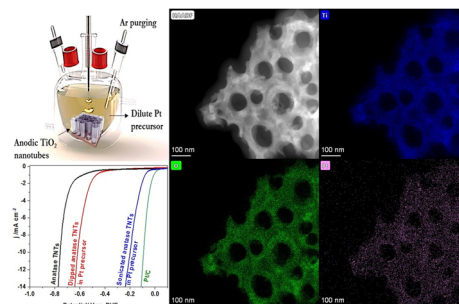 Ar purging
Dilute Pt
precursor
Anodic TiO2
nanotubes
HAADF
Ti
100 nm
100 nm
100 nm
100 nm
j /mA cm-2
0
-2
-4
-6
-8
-10
-12
-14
-1.0
-0.8
-0.6
-0.4
-0.2
0.0
Anatase TNTs
Dipped anatase TNTs
in Pt precursor
Sonicated anatase TNTs
in Pt precursor
Pt/C